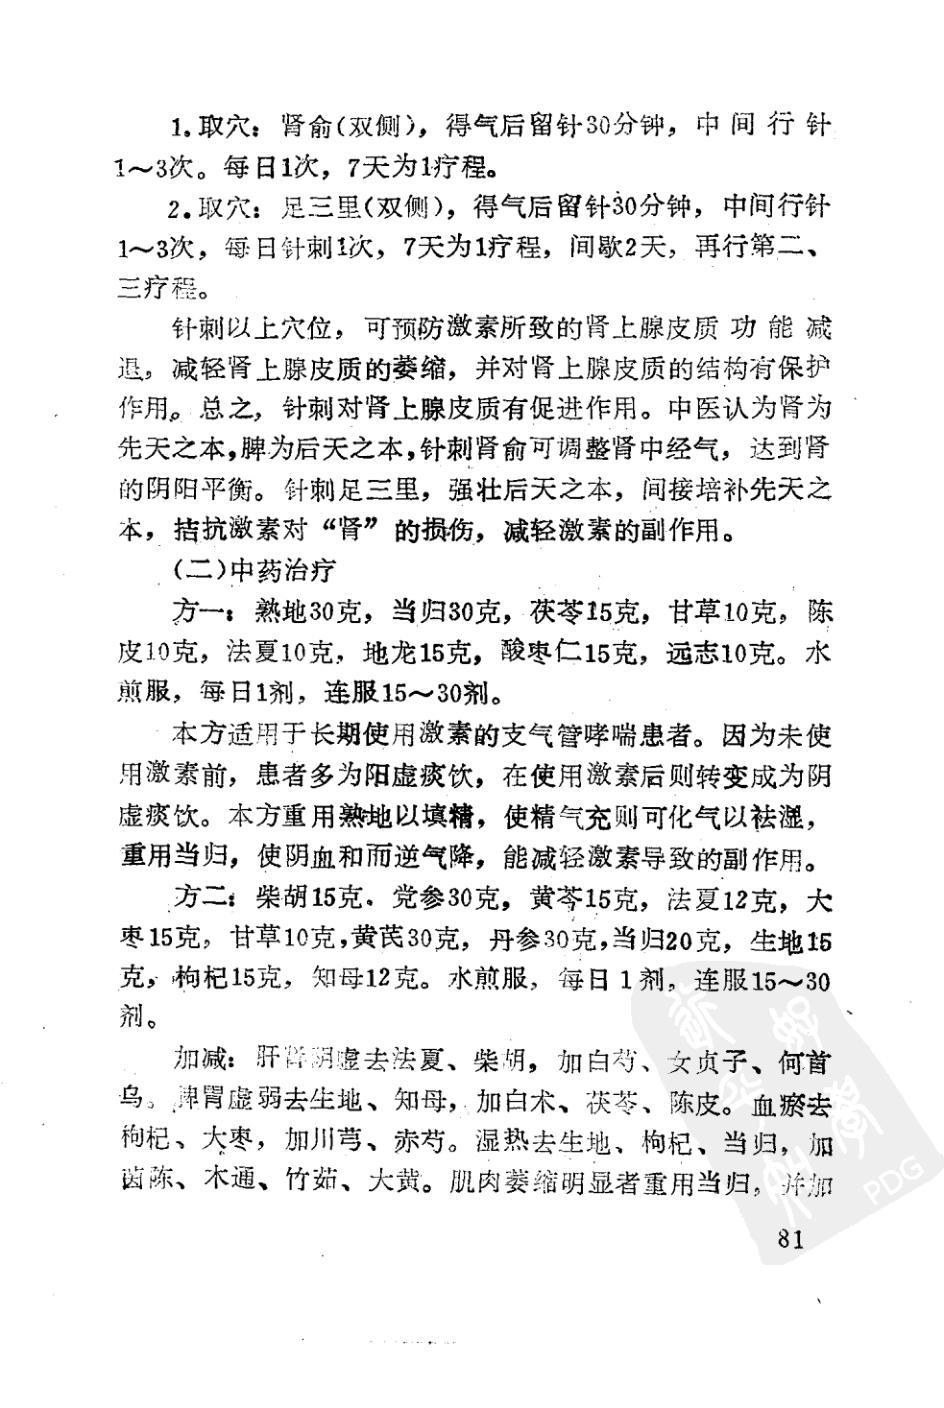 1.取穴：肾俞(双侧)，得气后留针30分钟，中间行针
1～3次。每日1次，7天为1疗程。
2.取穴：足三里(双侧)，得气后留针30分钟，中间行针
1～3次，每日针刺1次，7天为1疗程，间歇2天，再行第二、
三疗程。
针刺以上穴位，可预防激素所致的肾上腺皮质功能减
退，减轻肾上腺皮质的萎缩，并对肾上腺皮质的结构有保护
作用。总之，针刺对肾上腺皮质有促进作用。中医认为肾为
先天之本，脾为后天之本，针刺肾俞可调整肾中经气，达到肾
的阴阳平衡。针刺足三里，强壮后天之本，间接培补先天之
本，拮抗激素对“肾”的损伤，减轻激素的副作用。
(二)中药治疗
方一：熟地30克，当归30克，茯苓15克，甘草10克，陈
皮10克，法夏10克，地龙15克，酸枣仁15克，远志10克。水
煎服，每日1剂，连服15～30剂。
本方适用于长期使用激素的支气管哮喘患者。因为未使
用激素前，患者多为阳虚痰饮，在使用激素后则转变成为阴
虚痰饮。本方重用熟地以填精，使精气充则可化气以祛湿，
重用当归，使阴血和而逆气降，能减轻激素导致的副作用。
方二：柴胡15克．党参30克，黄芩15克，法夏12克，大
枣15克，甘草10克，黄芪30克，丹参30克，当归20克，生地15
克，枸杞15克，知母12克。水煎服，每日1剂，连服15～30
剂。
加减：肝肾阴虚去法夏、柴胡，加白芍、女贞子、何首
乌。脾胃虚弱去生地、知母，加白术、茯苓、陈皮。血瘀去
枸杞、大枣，加川芎、赤芍。湿热去生地、枸杞、当归，加
茵陈、木通、竹茹、大黄。肌肉萎缩明显者重用当归，并加
81
PDG